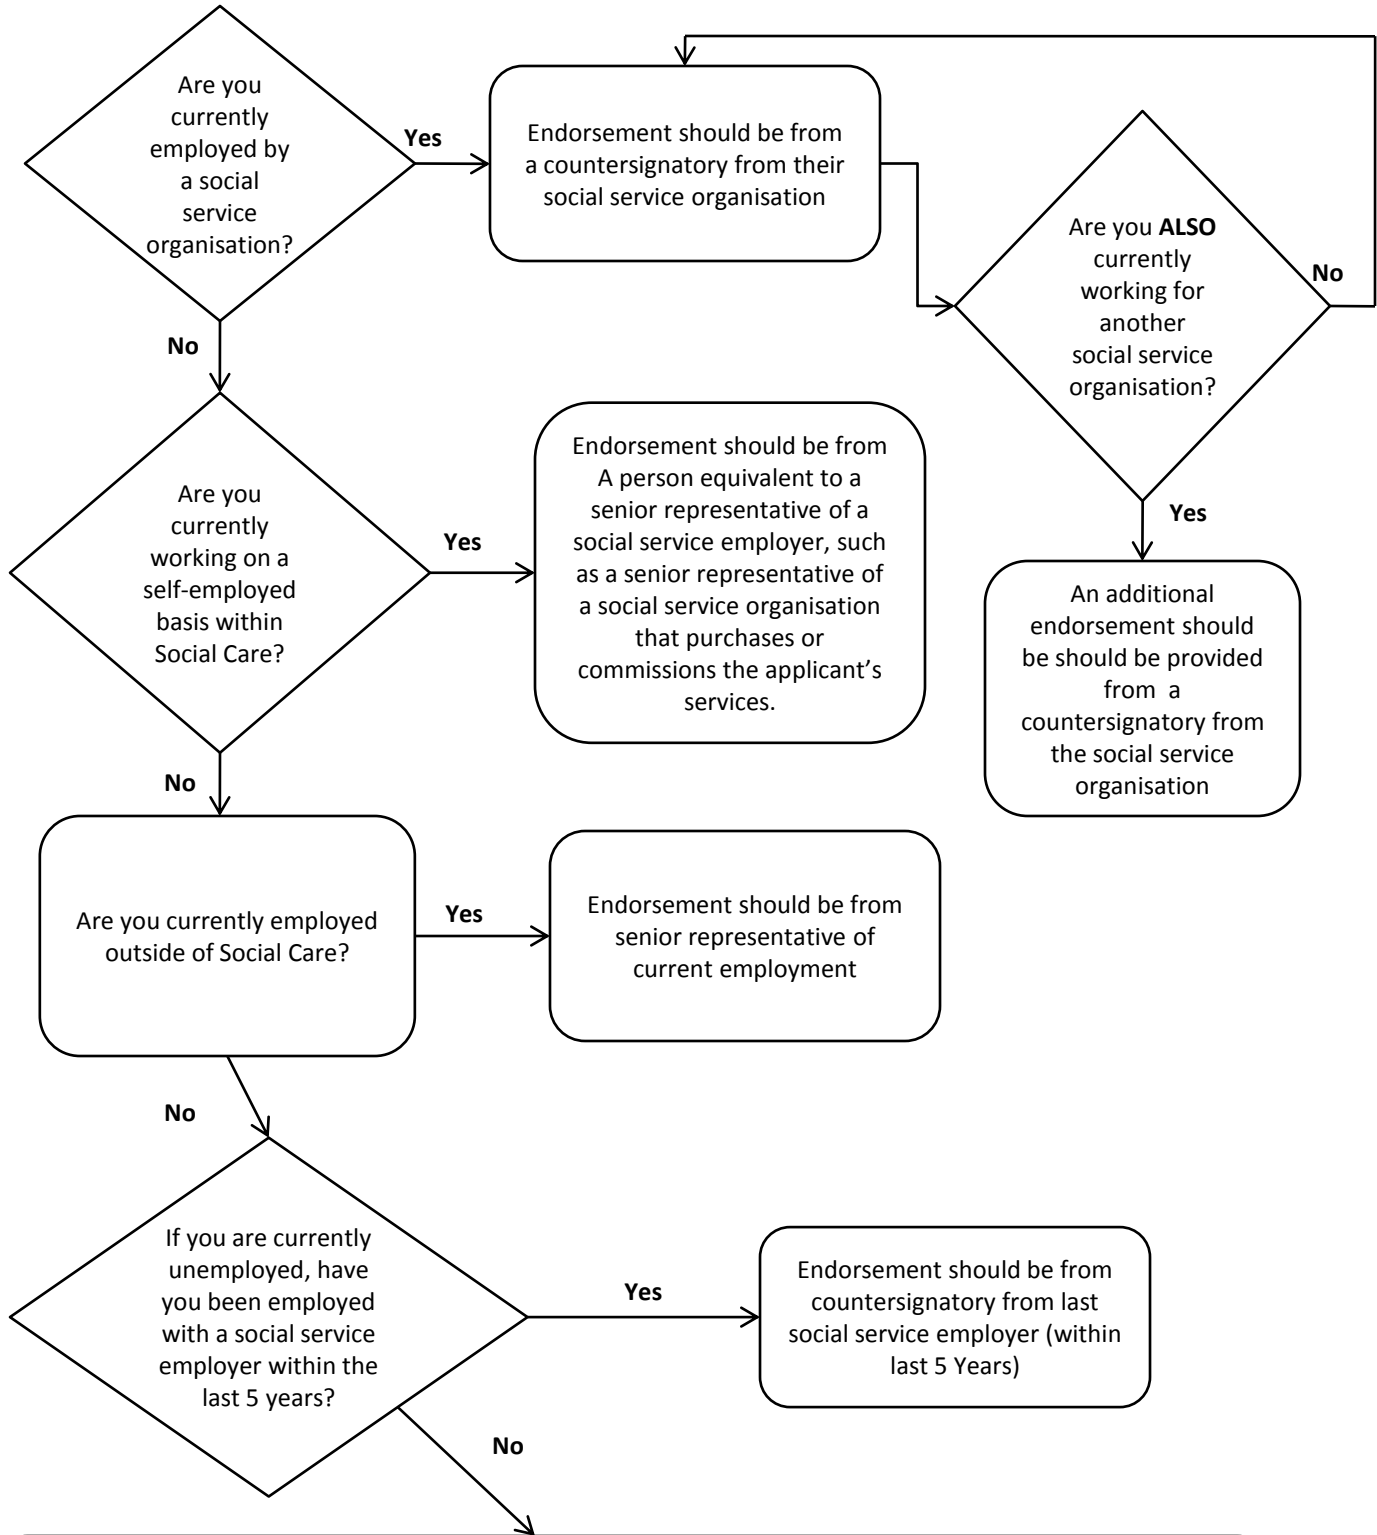 Are you
currently
employed by
a social
service
organisation?
Yes
Endorsement should be from
a countersignatory from their
social service organisation
Are you ALSO
currently
working for
another
social service
organisation?
No
Yes
An additional
endorsement should
be should be provided
from a
countersignatory from
the social service
organisation
No
Are you
currently
working on a
self-employed
basis within
Social Care?
Yes
Endorsement should be from
A person equivalent to a
senior representative of a
social service employer, such
as a senior representative of
a social service organisation
that purchases or
commissions the applicant’s
services.
No
Are you currently employed
outside of Social Care?
Yes
Endorsement should be from
senior representative of
current employment
No
If you are currently
unemployed, have
you been employed
with a social service
employer within the
last 5 years?
Yes
Endorsement should be from
countersignatory from last
social service employer (within
last 5 Years)
No